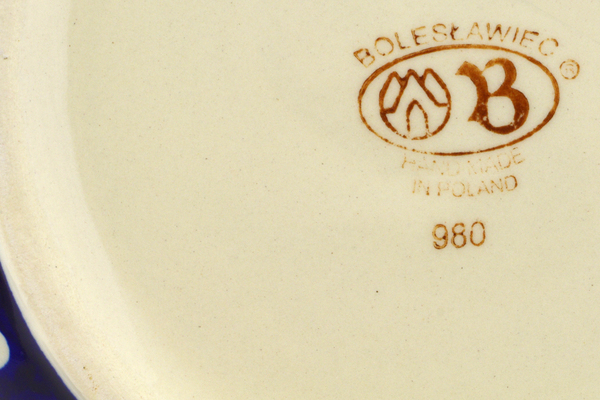 BOLESŁAWIEC ®
B
HAND MADE
IN POLAND
980